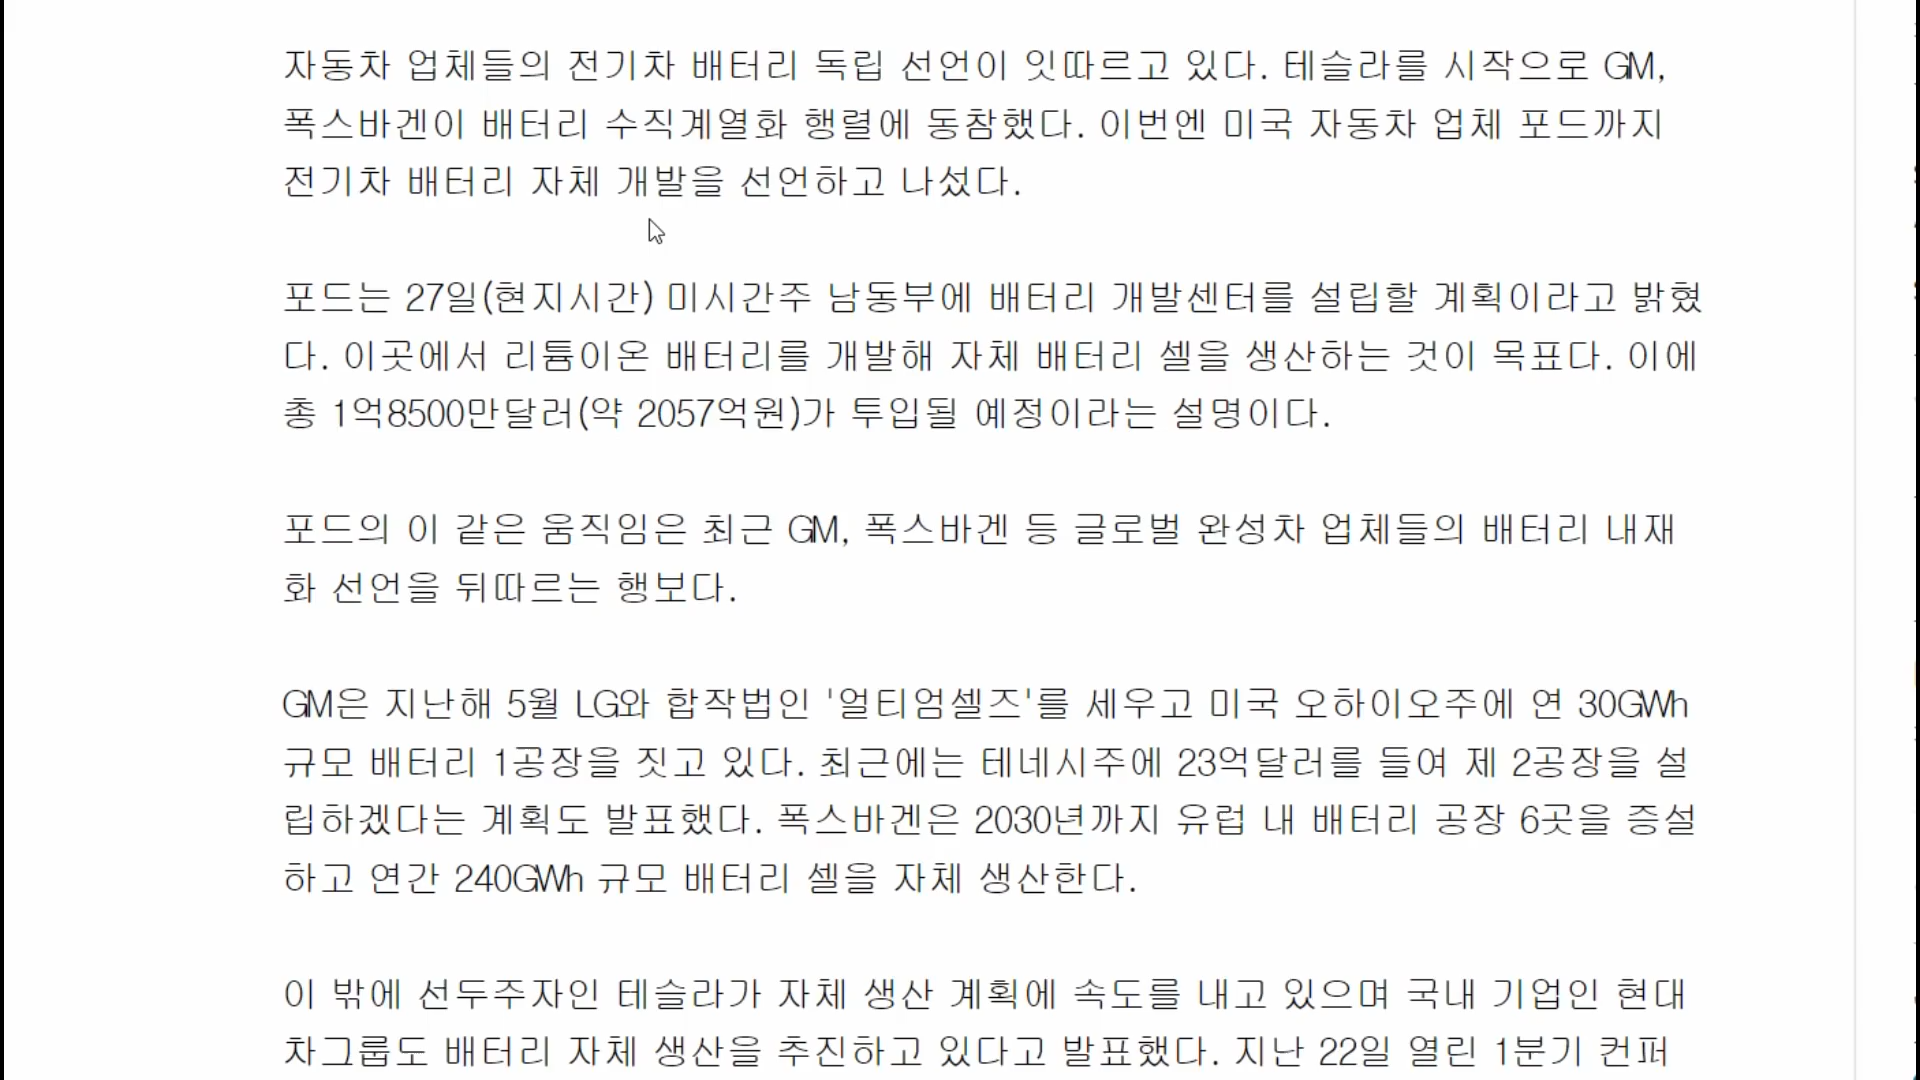 자동차 업체들의 전기차 배터리 독립 선언이 잇따르고 있다. 테슬라를 시작으로 GM,
폭스바겐이 배터리 수직계열화 행렬에 동참했다. 이번엔 미국 자동차 업체 포드까지
전기차 배터리 자체 개발을 선언하고 나섰다.
포드는 27일(현지시간) 미시간주 남동부에 배터리 개발센터를 설립할 계획이라고 밝혔
다. 이곳에서 리튬이온 배터리를 개발해 자체 배터리 셀을 생산하는 것이 목표다. 이에
총 1억8500만달러(약 2057억원)가 투입될 예정이라는 설명이다.
포드의 이 같은 움직임은 최근 GM, 폭스바겐 등 글로벌 완성차 업체들의 배터리 내재
화 선언을 뒤따르는 행보다.
GM은 지난해 5월 LG와 합작법인 '얼티엄셀즈'를 세우고 미국 오하이오주에 연 30GWh
규모 배터리 1공장을 짓고 있다. 최근에는 테네시주에 23억달러를 들여 제 2공장을 설
립하겠다는 계획도 발표했다. 폭스바겐은 2030년까지 유럽 내 배터리 공장 6곳을 증설
하고 연간 240GWh 규모 배터리 셀을 자체 생산한다.
이 밖에 선두주자인 테슬라가 자체 생산 계획에 속도를 내고 있으며 국내 기업인 현대
차그룹도 배터리 자체 생산을 추진하고 있다고 발표했다. 지난 22일 열린 1분기 컨퍼